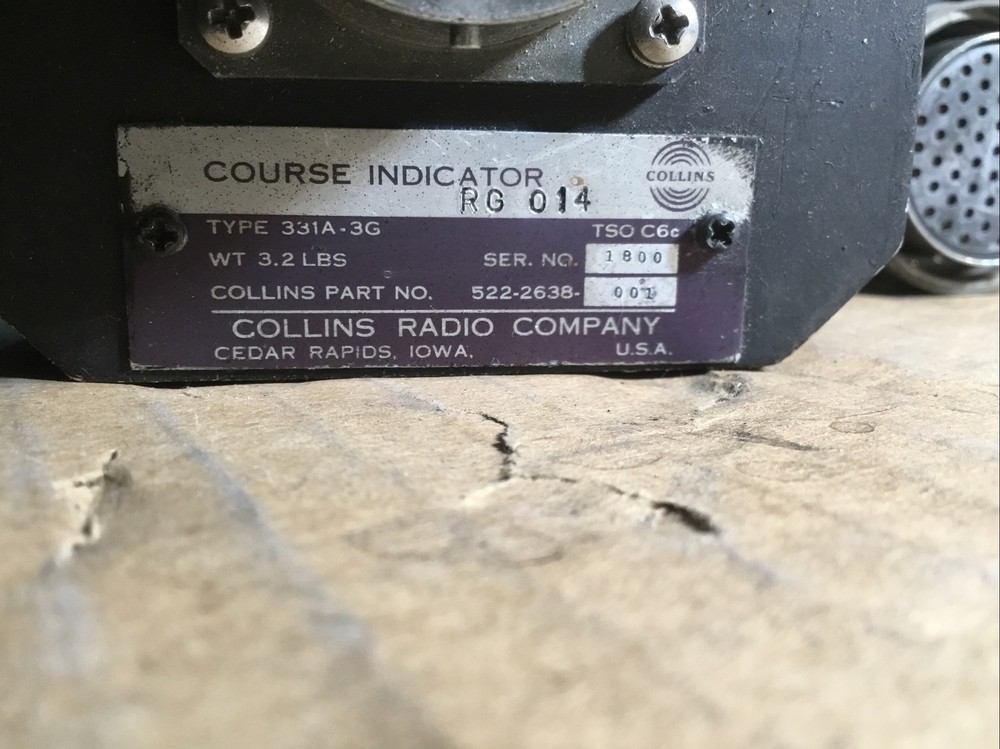 COURSE INDICATOR
COLLINS
RG 014
TYPE 331A-3G TSO C6c
WT 3.2 LBS SER. NO. 1800
COLLINS PART NO. 522-2638- 001
COLLINS RADIO COMPANY
CEDAR RAPIDS, IOWA, U.S.A.